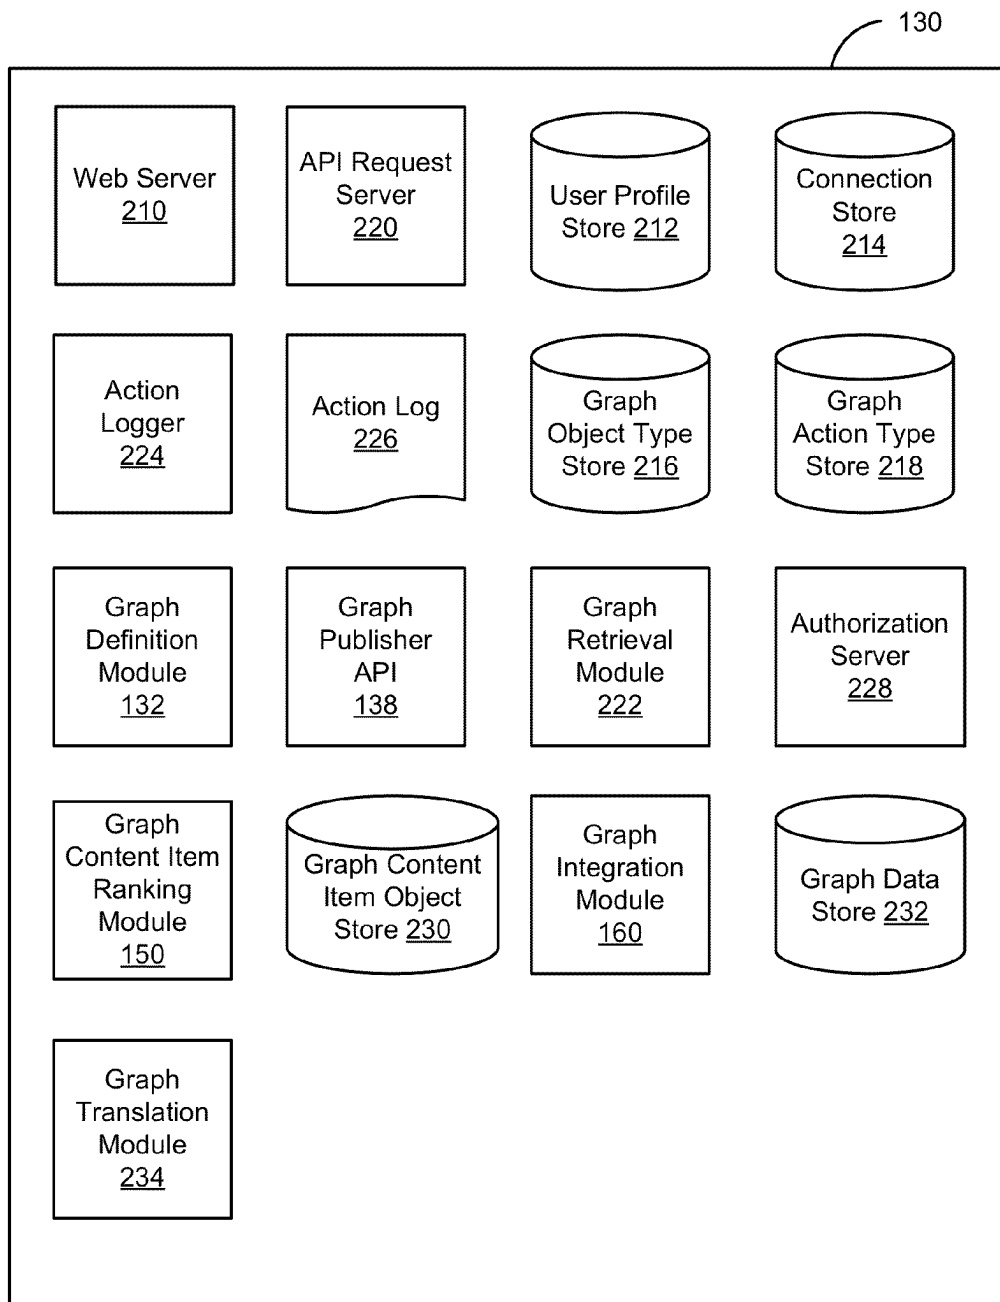 130
Web Server
210
API Request
Server
220
User Profile
Store 212
Connection
Store
214
Action
Logger
224
Action Log
226
Graph
Object Type
Store 216
Graph
Action Type
Store 218
Graph
Definition
Module
132
Graph
Publisher
API
138
Graph
Retrieval
Module
222
Authorization
Server
228
Graph
Content Item
Ranking
Module
150
Graph Content
Item Object
Store 230
Graph
Integration
Module
160
Graph Data
Store 232
Graph
Translation
Module
234